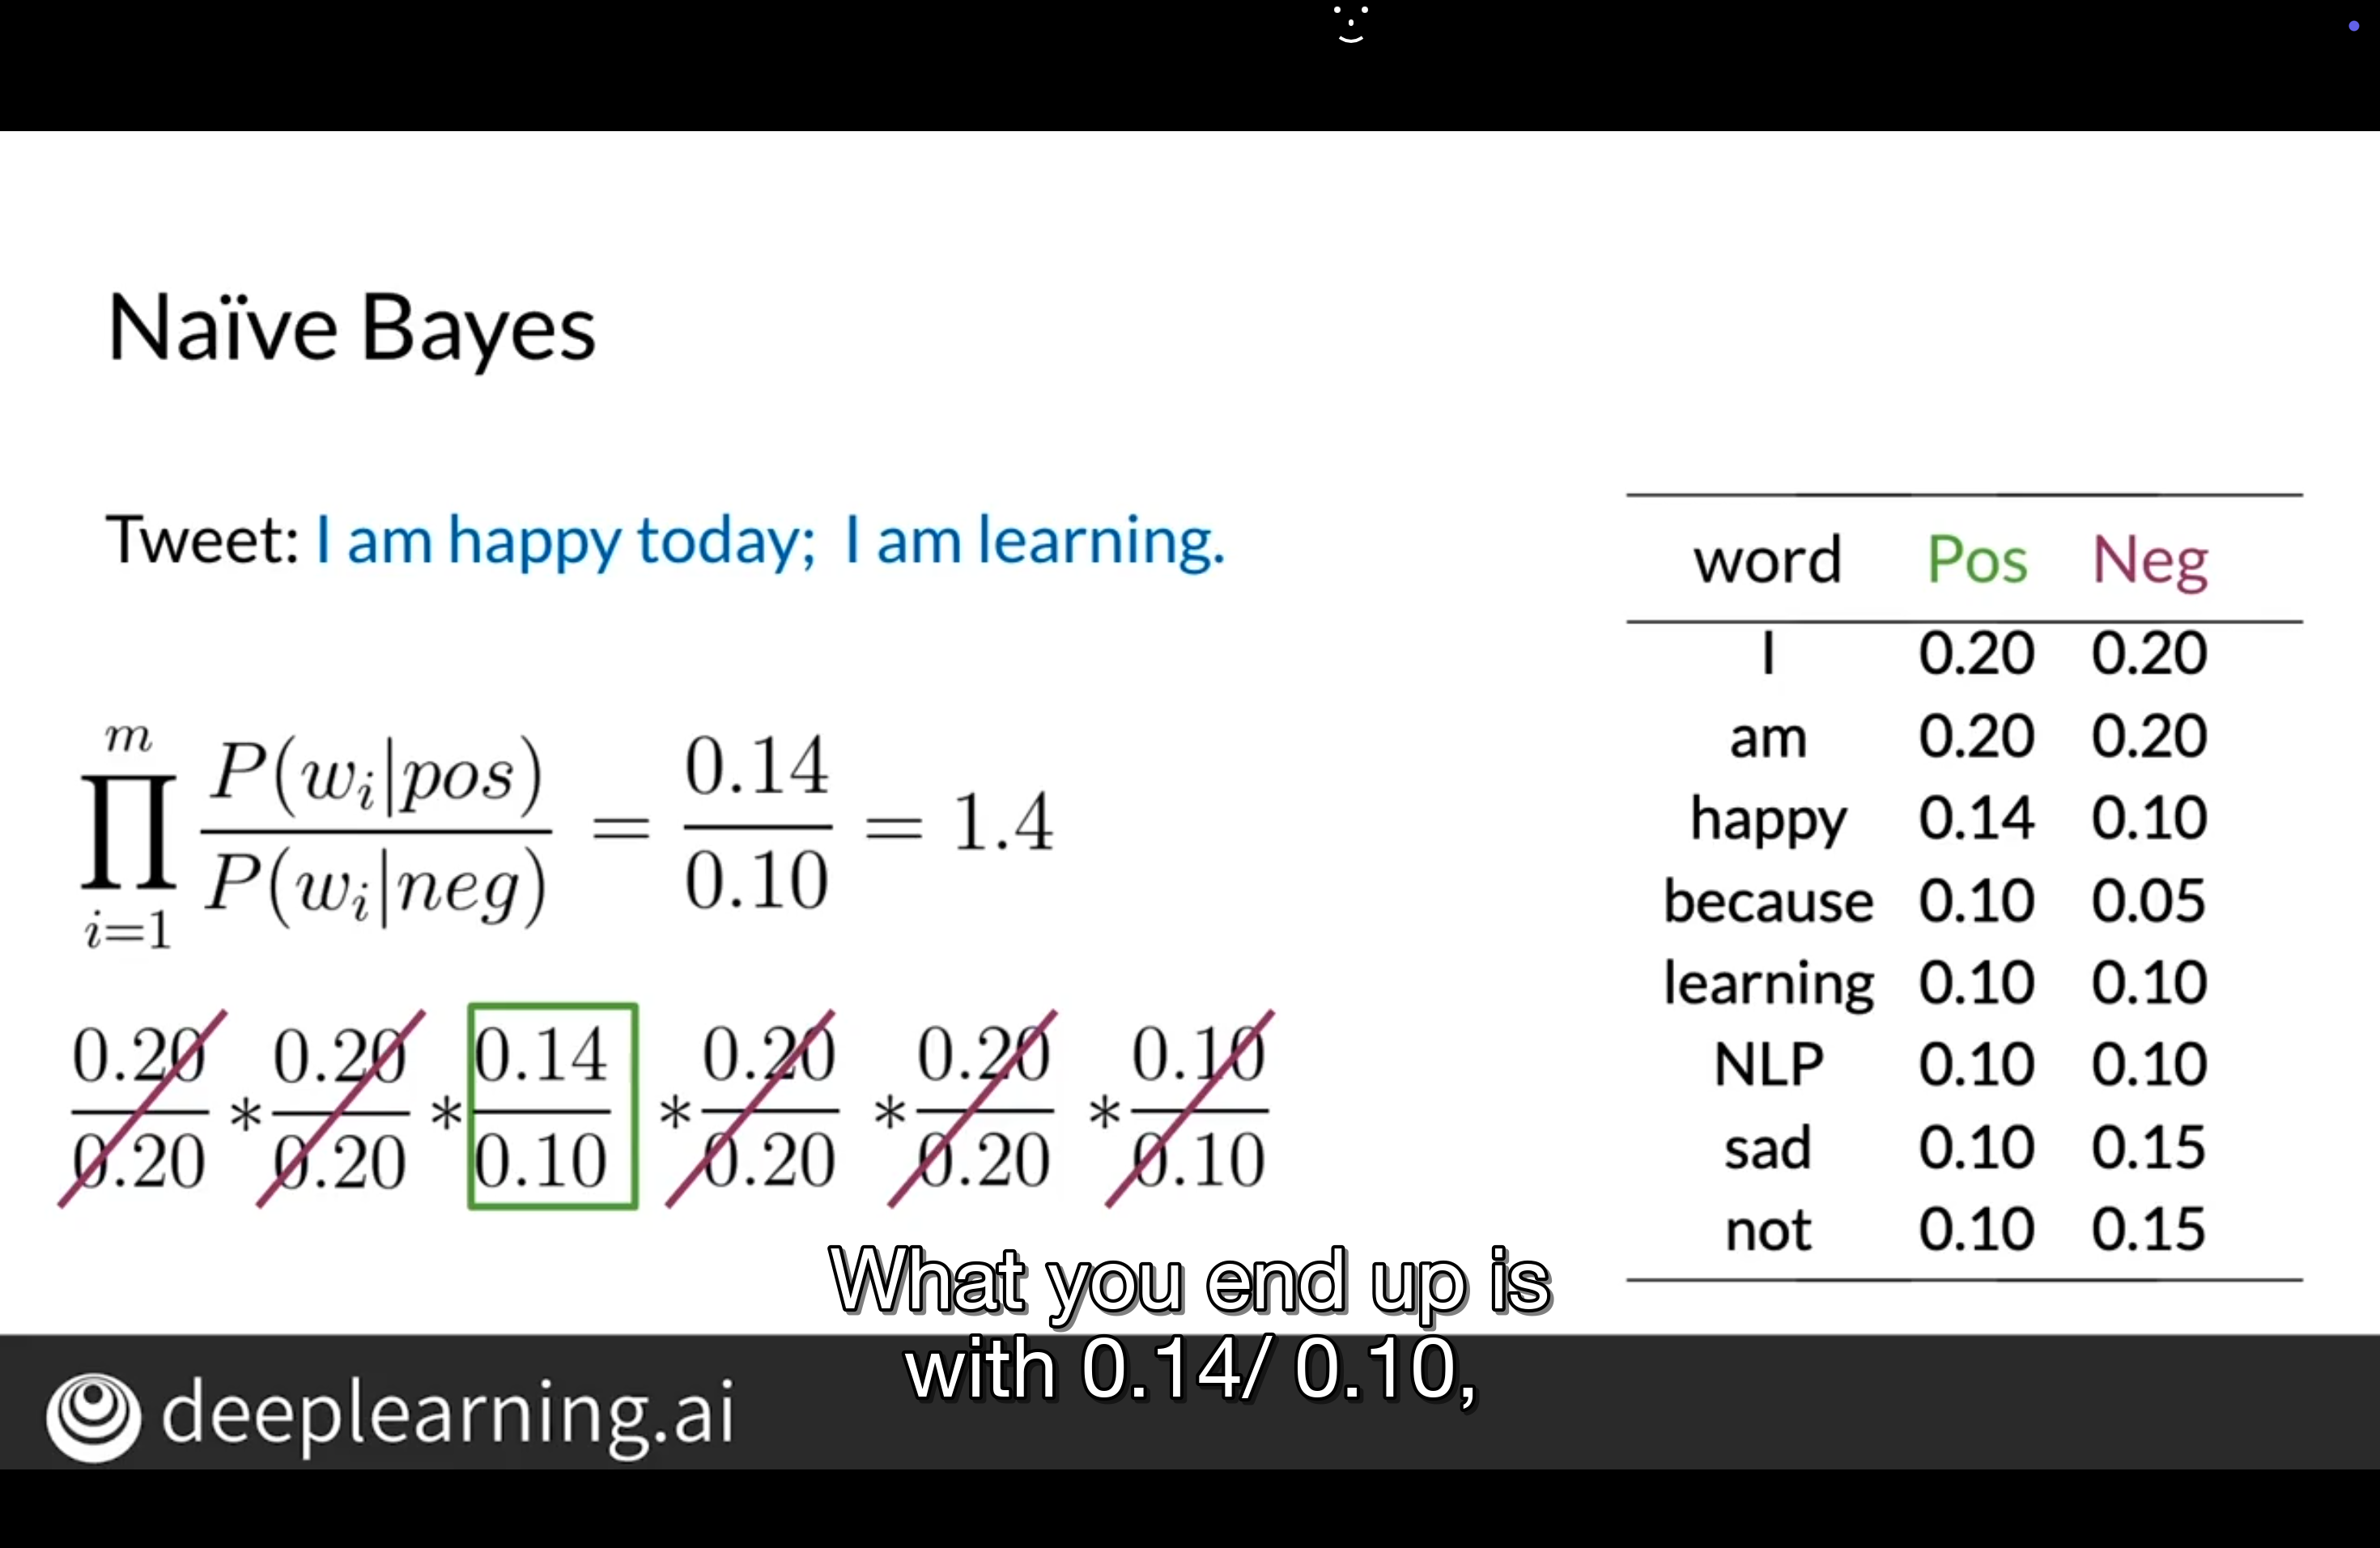 Naïve Bayes
Tweet: I am happy today; I am learning.
m
∏ P(w_i|pos) / P(w_i|neg) = 0.14 / 0.10 = 1.4
i=1
0.20/0.20 * 0.20/0.20 * 0.14/0.10 * 0.20/0.20 * 0.20/0.20 * 0.10/0.10
word Pos Neg
I 0.20 0.20
am 0.20 0.20
happy 0.14 0.10
because 0.10 0.05
learning 0.10 0.10
NLP 0.10 0.10
sad 0.10 0.15
not 0.10 0.15
What you end up is
with 0.14/ 0.10,
deeplearning.ai